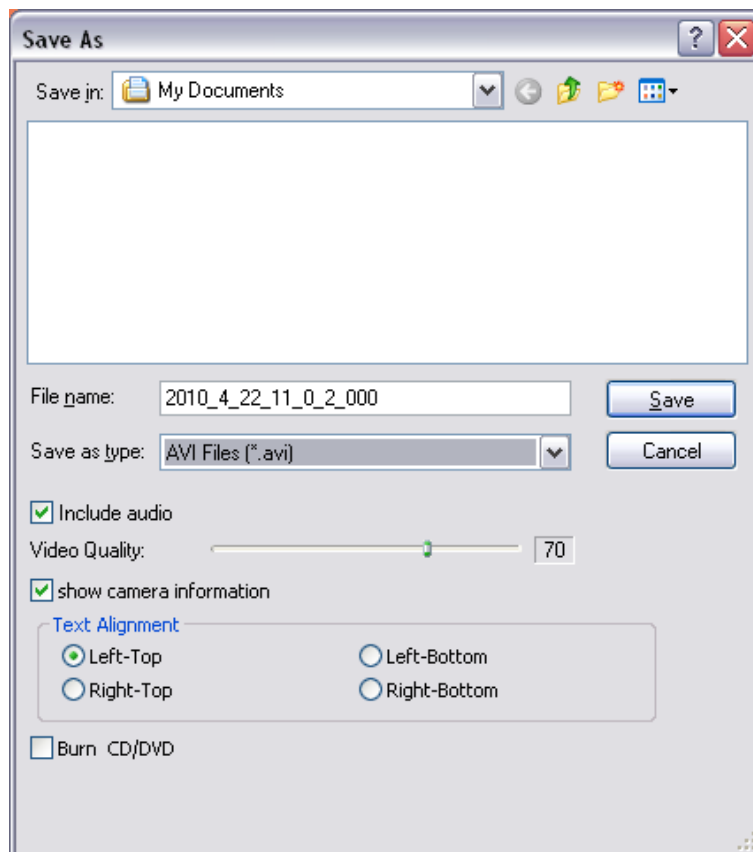 Save As
Save in: My Documents
File name: 2010_4_22_11_0_2_000 Save
Save as type: AVI Files (*.avi) Cancel
Include audio
Video Quality: 70
show camera information
Text Alignment
Left-Top Left-Bottom
Right-Top Right-Bottom
Burn CD/DVD